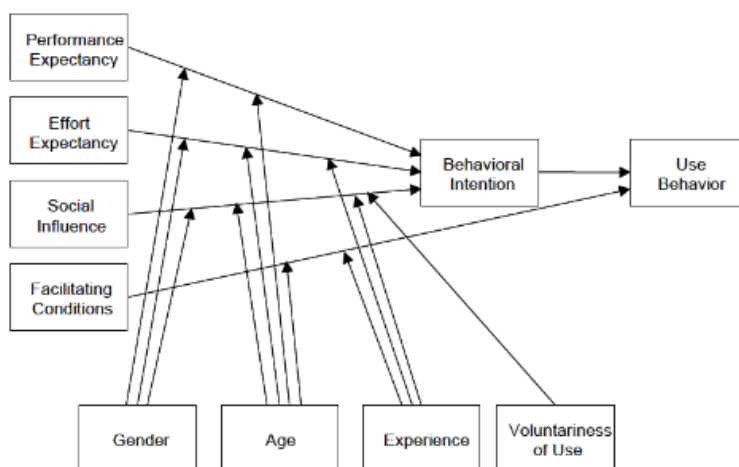 Performance
Expectancy
Effort
Expectancy
Social
Influence
Facilitating
Conditions
Behavioral
Intention
Use
Behavior
Gender
Age
Experience
Voluntariness
of Use